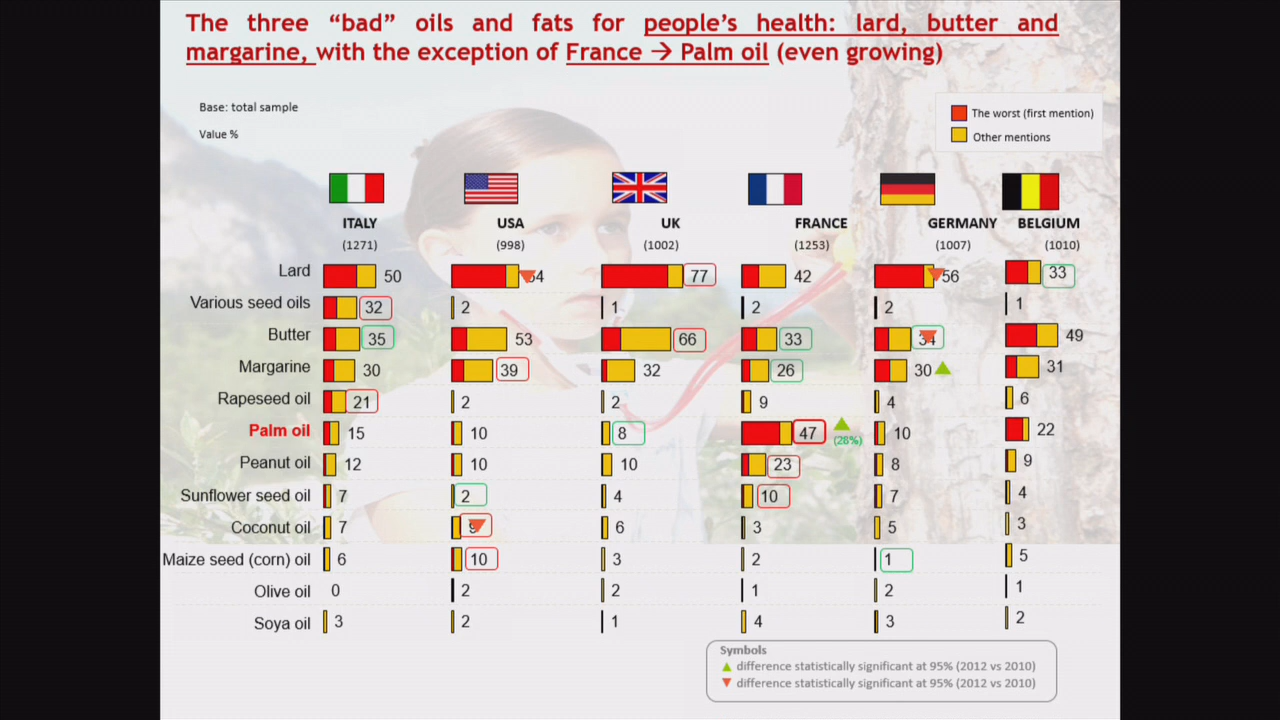 The three “bad” oils and fats for people’s health: lard, butter and
margarine, with the exception of France → Palm oil (even growing)
Base: total sample
Value %
The worst (first mention)
Other mentions
ITALY USA UK FRANCE GERMANY BELGIUM
(1271) (998) (1002) (1253) (1007) (1010)
Lard 50 77 42 56 33
Various seed oils 32 2 1 2 2 1
Butter 35 53 66 33 34 49
Margarine 30 39 32 26 30 31
Rapeseed oil 21 2 2 9 4 6
Palm oil 15 10 8 47 (28%) 10 22
Peanut oil 12 10 10 23 8 9
Sunflower seed oil 7 2 4 10 7 4
Coconut oil 7 6 3 5 3
Maize seed (corn) oil 6 10 3 2 1 5
Olive oil 0 2 2 1 2 1
Soya oil 3 2 1 4 3 2
Symbols
difference statistically significant at 95% (2012 vs 2010)
difference statistically significant at 95% (2012 vs 2010)